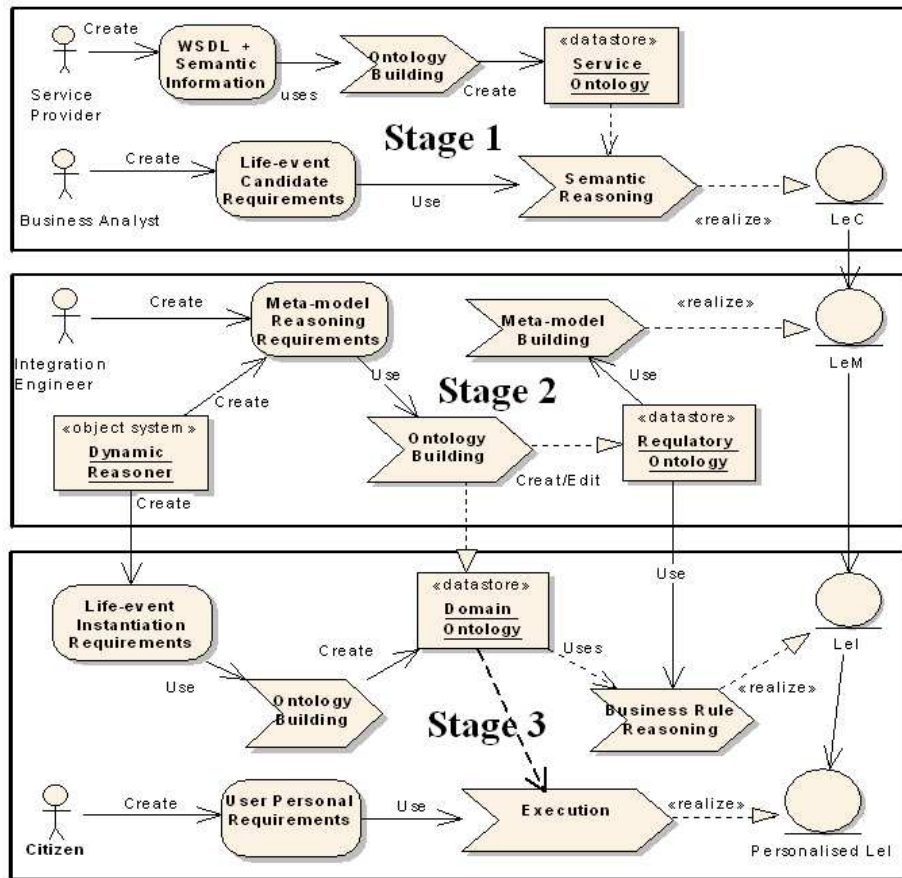 Create
WSDL +
Semantic
Information
uses
Ontology
Building
Create
«datastore»
Service
Ontology
Service
Provider
Stage 1
Create
Life-event
Candidate
Requirements
Use
Semantic
Reasoning
«realize»
LeC
Business Analyst
Create
Meta-model
Reasoning
Requirements
Meta-model
Building
«realize»
LeM
Integration
Engineer
Use
Stage 2
Use
Create
«object system»
Dynamic
Reasoner
Ontology
Building
«datastore»
Regulatory
Ontology
Creat/Edit
Create
Use
Life-event
Instantiation
Requirements
«datastore»
Domain
Ontology
Create
Uses
LeI
Use
Ontology
Building
Business Rule
Reasoning
«realize»
Stage 3
Create
User Personal
Requirements
Use
Execution
«realize»
Citizen
Personalised LeI